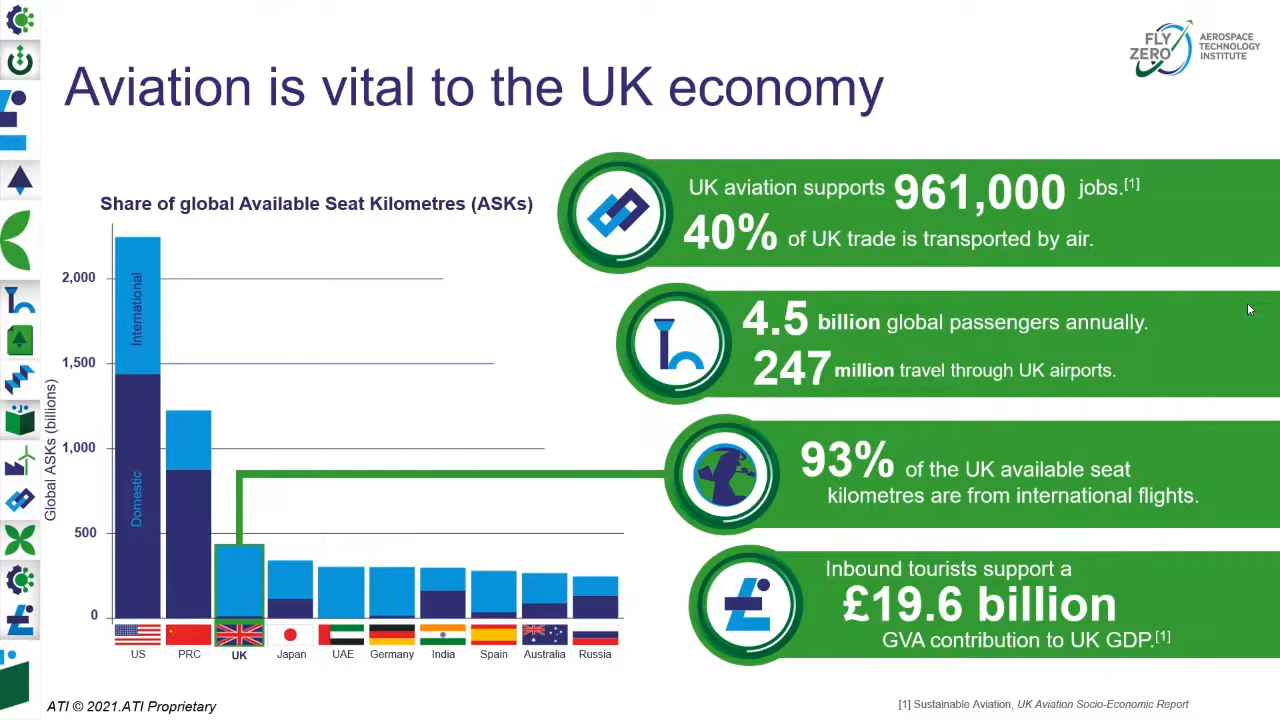 FLY
ZERO
AEROSPACE
TECHNOLOGY
INSTITUTE
Aviation is vital to the UK economy
Share of global Available Seat Kilometres (ASKs)
Global ASKs (billions)
2,000
1,500
1,000
500
0
International
Domestic
US
PRC
UK
Japan
UAE
Germany
India
Spain
Australia
Russia
UK aviation supports 961,000 jobs.[1]
40% of UK trade is transported by air.
4.5 billion global passengers annually.
247 million travel through UK airports.
93% of the UK available seat
kilometres are from international flights.
Inbound tourists support a
£19.6 billion
GVA contribution to UK GDP.[1]
ATI © 2021.ATI Proprietary
[1] Sustainable Aviation, UK Aviation Socio-Economic Report